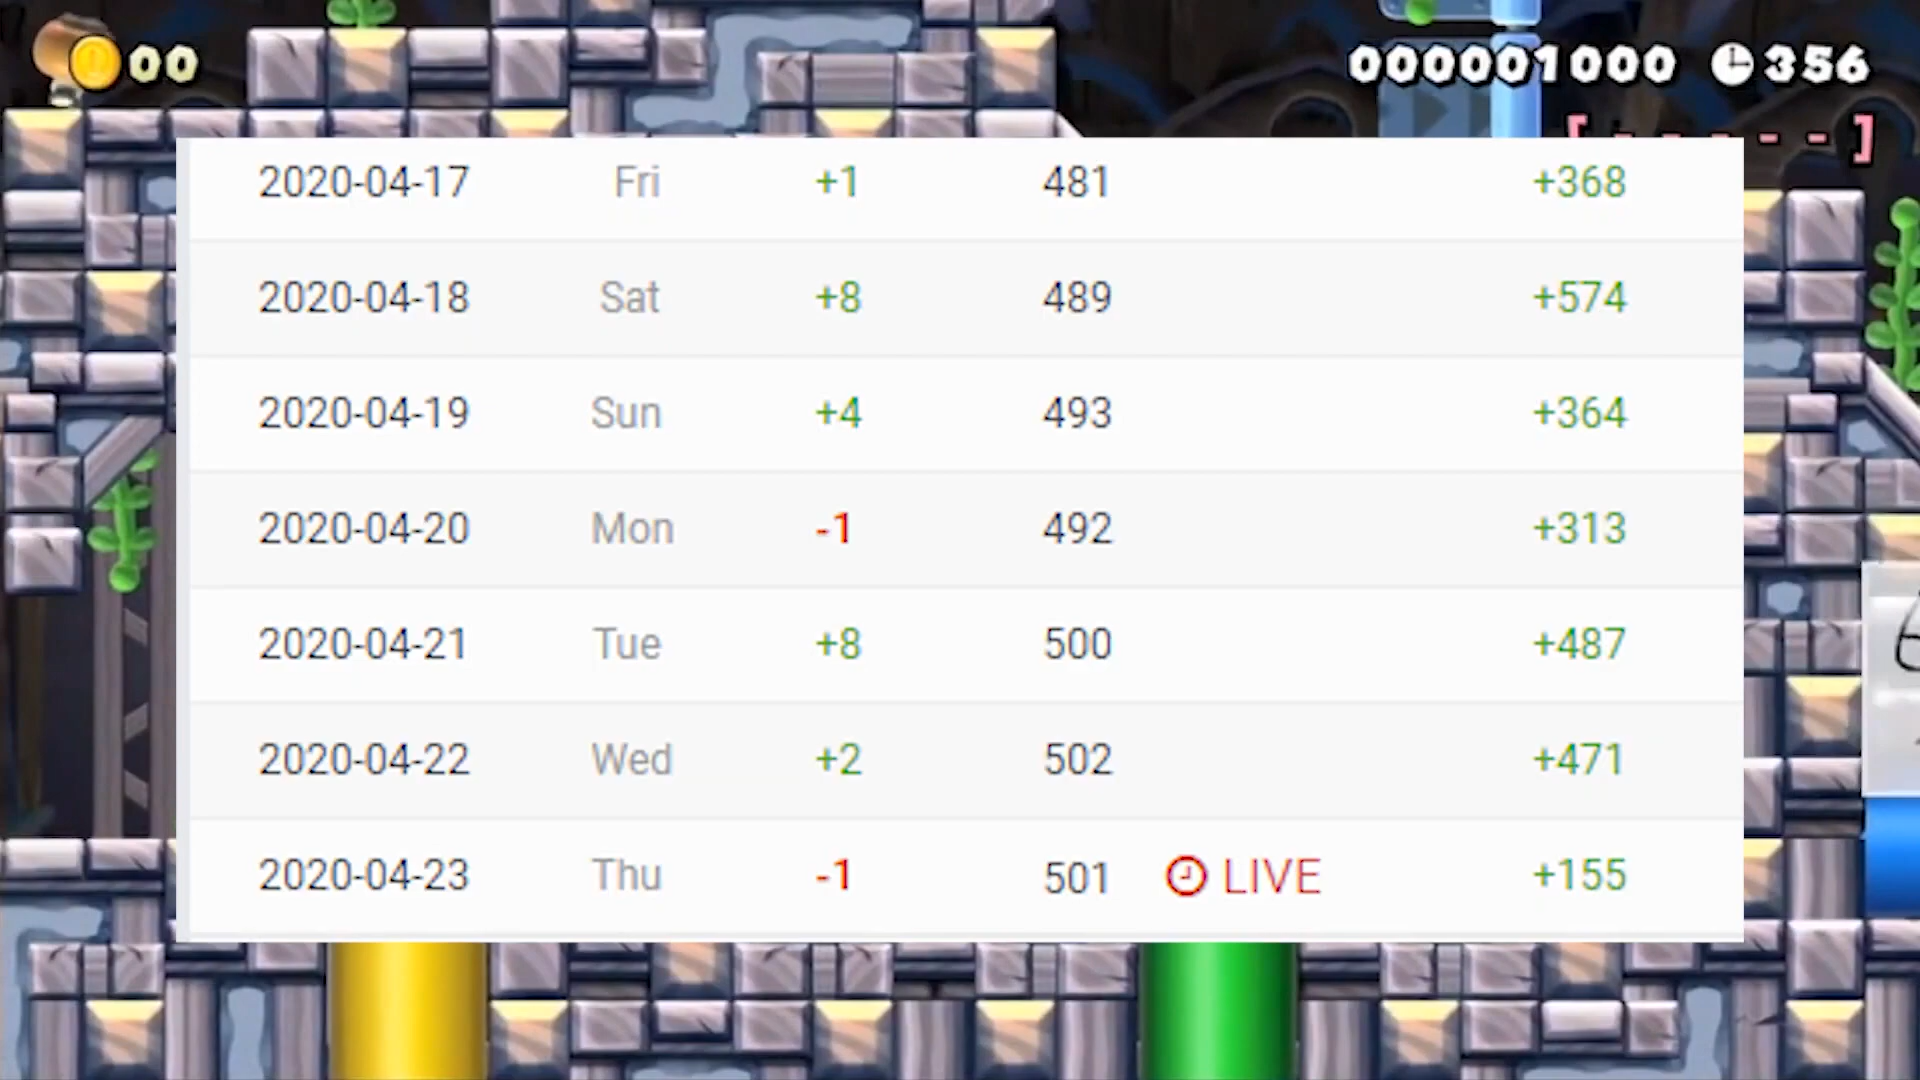 00
000001000 356
[ - - - - - ]
2020-04-17 Fri +1 481 +368
2020-04-18 Sat +8 489 +574
2020-04-19 Sun +4 493 +364
2020-04-20 Mon -1 492 +313
2020-04-21 Tue +8 500 +487
2020-04-22 Wed +2 502 +471
2020-04-23 Thu -1 501 LIVE +155